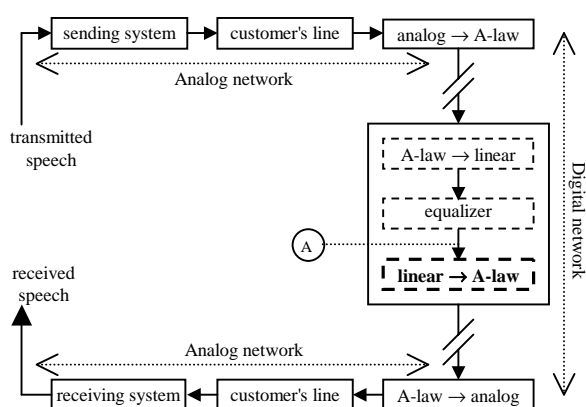 sending system
customer's line
analog → A-law
Analog network
transmitted
speech
A-law → linear
equalizer
A
linear → A-law
Digital network
received
speech
Analog network
receiving system
customer's line
A-law → analog